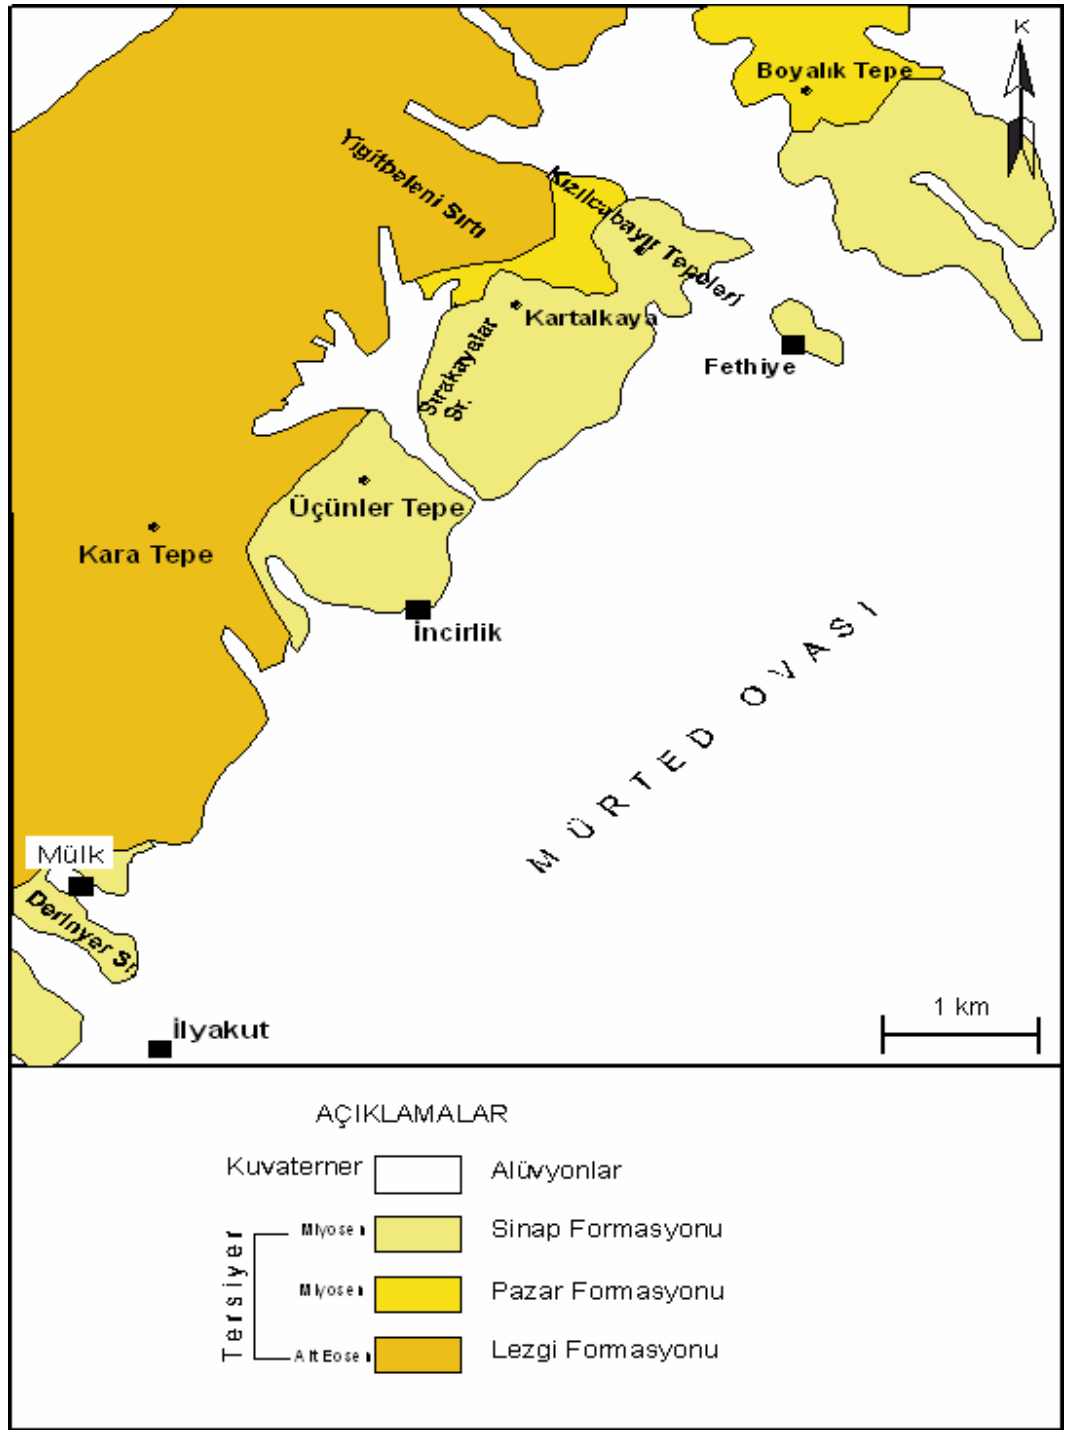 K
Boyalık Tepe
Yigitbeleni Sırtı
Kızılcabayır Tepeleri
Kartalkaya
Sırakayalar
Sr.
Fethiye
Üçünler Tepe
Kara Tepe
İncirlik
MÜRTED OVASI
Mülk
Derinyer Sr.
İlyakut
1 km
AÇIKLAMALAR
Kuvaterner Alüvyonlar
Tersiyer
Miyosen Sinap Formasyonu
Miyosen Pazar Formasyonu
Alt Eosen Lezgi Formasyonu